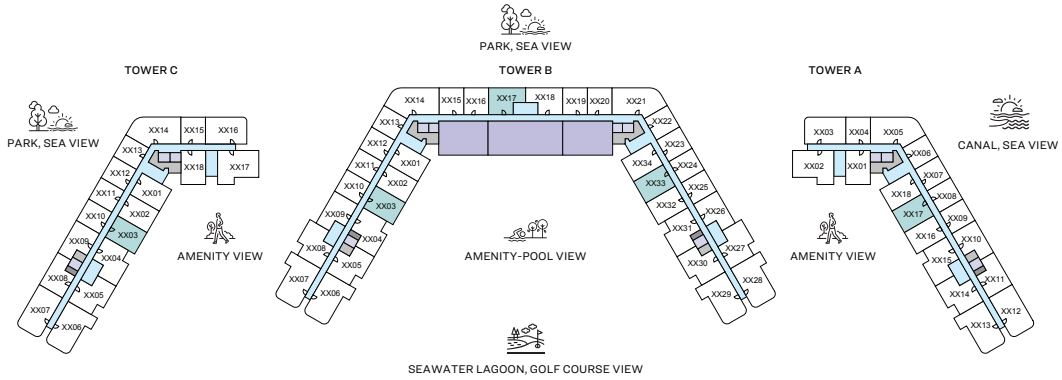 PARK, SEA VIEW
TOWER C
TOWER B
TOWER A
PARK, SEA VIEW
CANAL, SEA VIEW
XX14
XX15
XX16
XX13
XX18
XX17
XX12
XX01
XX11
XX02
XX10
XX03
XX09
XX04
XX08
XX05
XX07
XX06
AMENITY VIEW
XX14
XX15
XX16
XX17
XX18
XX19
XX20
XX21
XX13
XX22
XX12
XX01
XX34
XX23
XX11
XX02
XX33
XX24
XX10
XX03
XX32
XX25
XX09
XX04
XX31
XX26
XX08
XX05
XX30
XX27
XX07
XX06
XX29
XX28
AMENITY-POOL VIEW
XX03
XX04
XX05
XX02
XX01
XX06
XX18
XX07
XX17
XX08
XX16
XX09
XX15
XX10
XX14
XX11
XX13
XX12
AMENITY VIEW
SEAWATER LAGOON, GOLF COURSE VIEW